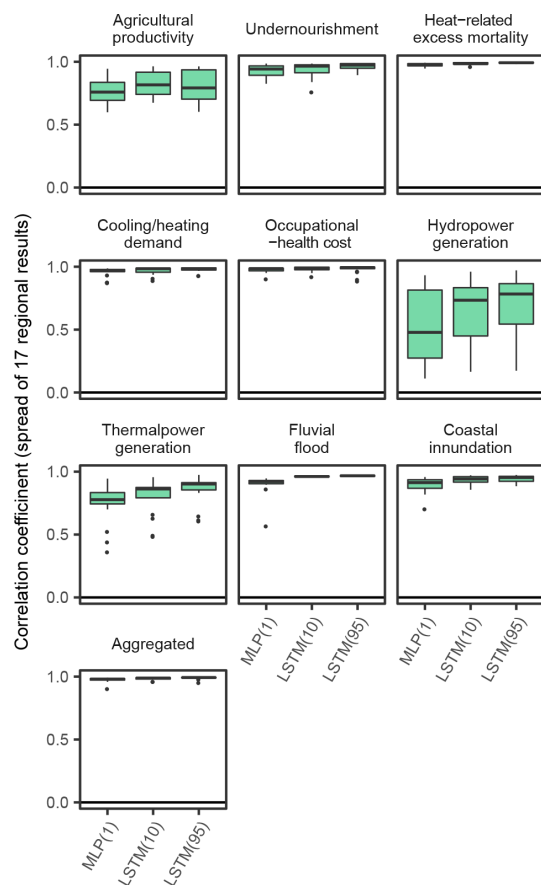 Correlation coefficinent (spread of 17 regional results)
Agricultural
productivity
Undernourishment
Heat−related
excess mortality
1.0
0.5
0.0
Cooling/heating
demand
Occupational
−health cost
Hydropower
generation
1.0
0.5
0.0
Thermalpower
generation
Fluvial
flood
Coastal
innundation
1.0
0.5
0.0
MLP(1)
LSTM(10)
LSTM(95)
MLP(1)
LSTM(10)
LSTM(95)
Aggregated
1.0
0.5
0.0
MLP(1)
LSTM(10)
LSTM(95)